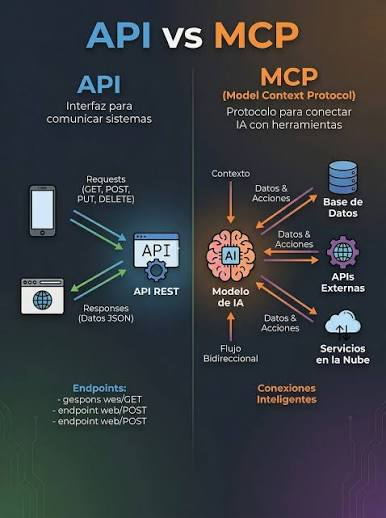 API vs MCP
API
Interfaz para
comunicar sistemas
Requests
(GET, POST,
PUT, DELETE)
API
API REST
Responses
(Datos JSON)
Endpoints:
- gespons wes/GET
- endpoint web/POST
- endpoint web/POST
MCP
(Model Context Protocol)
Protocolo para conectar
IA con herramientas
Contexto
Datos &
Acciones
Base de
Datos
Datos &
Acciones
AI
APIs
Externas
Modelo
de IA
Datos &
Acciones
Servicios
en la Nube
Flujo
Bidireccional
Conexiones
Inteligentes